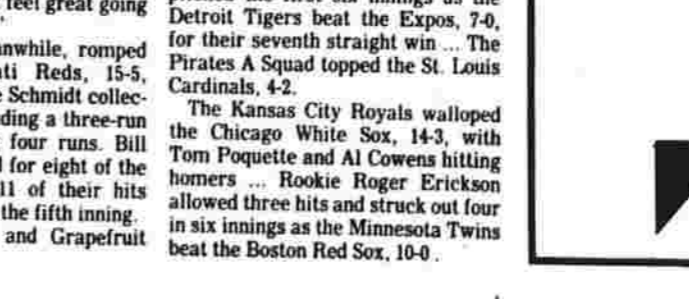 feel great going
anwhile, romped
ati Reds, 15-5,
Schmidt collec-
ding a three-run
four runs. Bill
for eight of the
11 of their hits
the fifth inning.
and Grapefruit
Detroit Tigers beat the Expos, 7-0,
for their seventh straight win ... The
Pirates A Squad topped the St. Louis
Cardinals, 4-2.
The Kansas City Royals walloped
the Chicago White Sox, 14-3, with
Tom Poquette and Al Cowens hitting
homers ... Rookie Roger Erickson
allowed three hits and struck out four
in six innings as the Minnesota Twins
beat the Boston Red Sox, 10-0 .